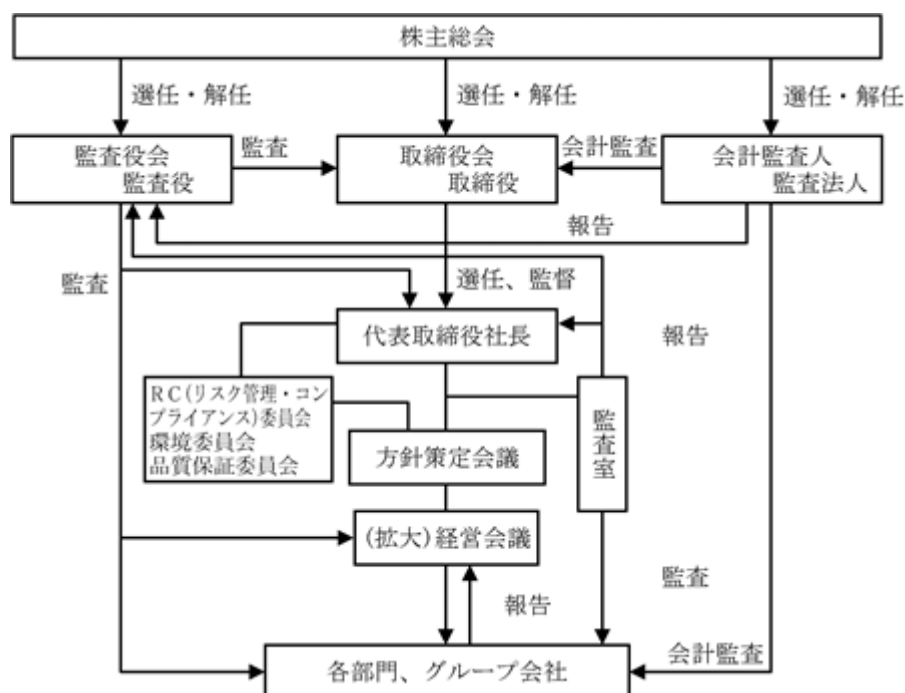 株主総会
選任・解任
選任・解任
選任・解任
監査役会
監査役
監査
取締役会
取締役
会計監査
会計監査人
監査法人
報告
監査
選任、監督
代表取締役社長
報告
RC(リスク管理・コン
プライアンス)委員会
環境委員会
品質保証委員会
方針策定会議
監査室
(拡大)経営会議
監査
報告
各部門、グループ会社
会計監査